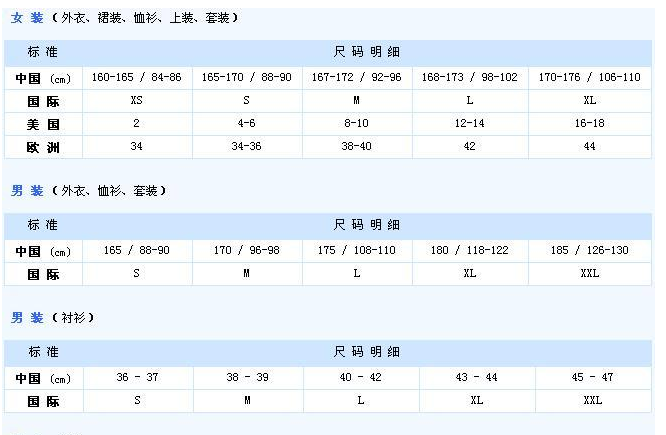 女 装 ( 外衣、裙装、恤衫、上装、套装 )
标 准 尺 码 明 细
中国 (cm) 160-165 / 84-86 165-170 / 88-90 167-172 / 92-96 168-173 / 98-102 170-176 / 106-110
国 际 XS S M L XL
美 国 2 4-6 8-10 12-14 16-18
欧 洲 34 34-36 38-40 42 44
男 装 ( 外衣、恤衫、套装 )
标 准 尺 码 明 细
中国 (cm) 165 / 88-90 170 / 96-98 175 / 108-110 180 / 118-122 185 / 126-130
国 际 S M L XL XXL
男 装 ( 衬衫 )
标 准 尺 码 明 细
中国 (cm) 36 - 37 38 - 39 40 - 42 43 - 44 45 - 47
国 际 S M L XL XXL